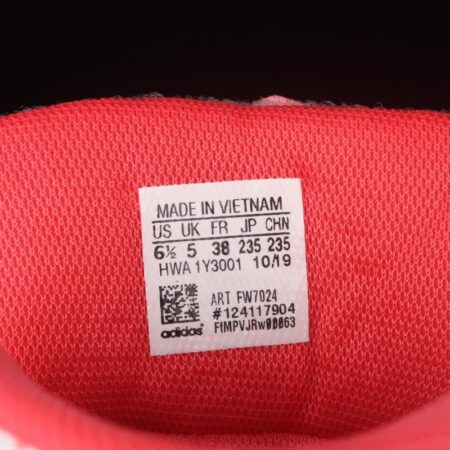 MADE IN VIETNAM
US UK FR JP CHN
6½ 5 38 235 235
HWA 1Y3001 10/19
ART FW7024
#124117904
adidas